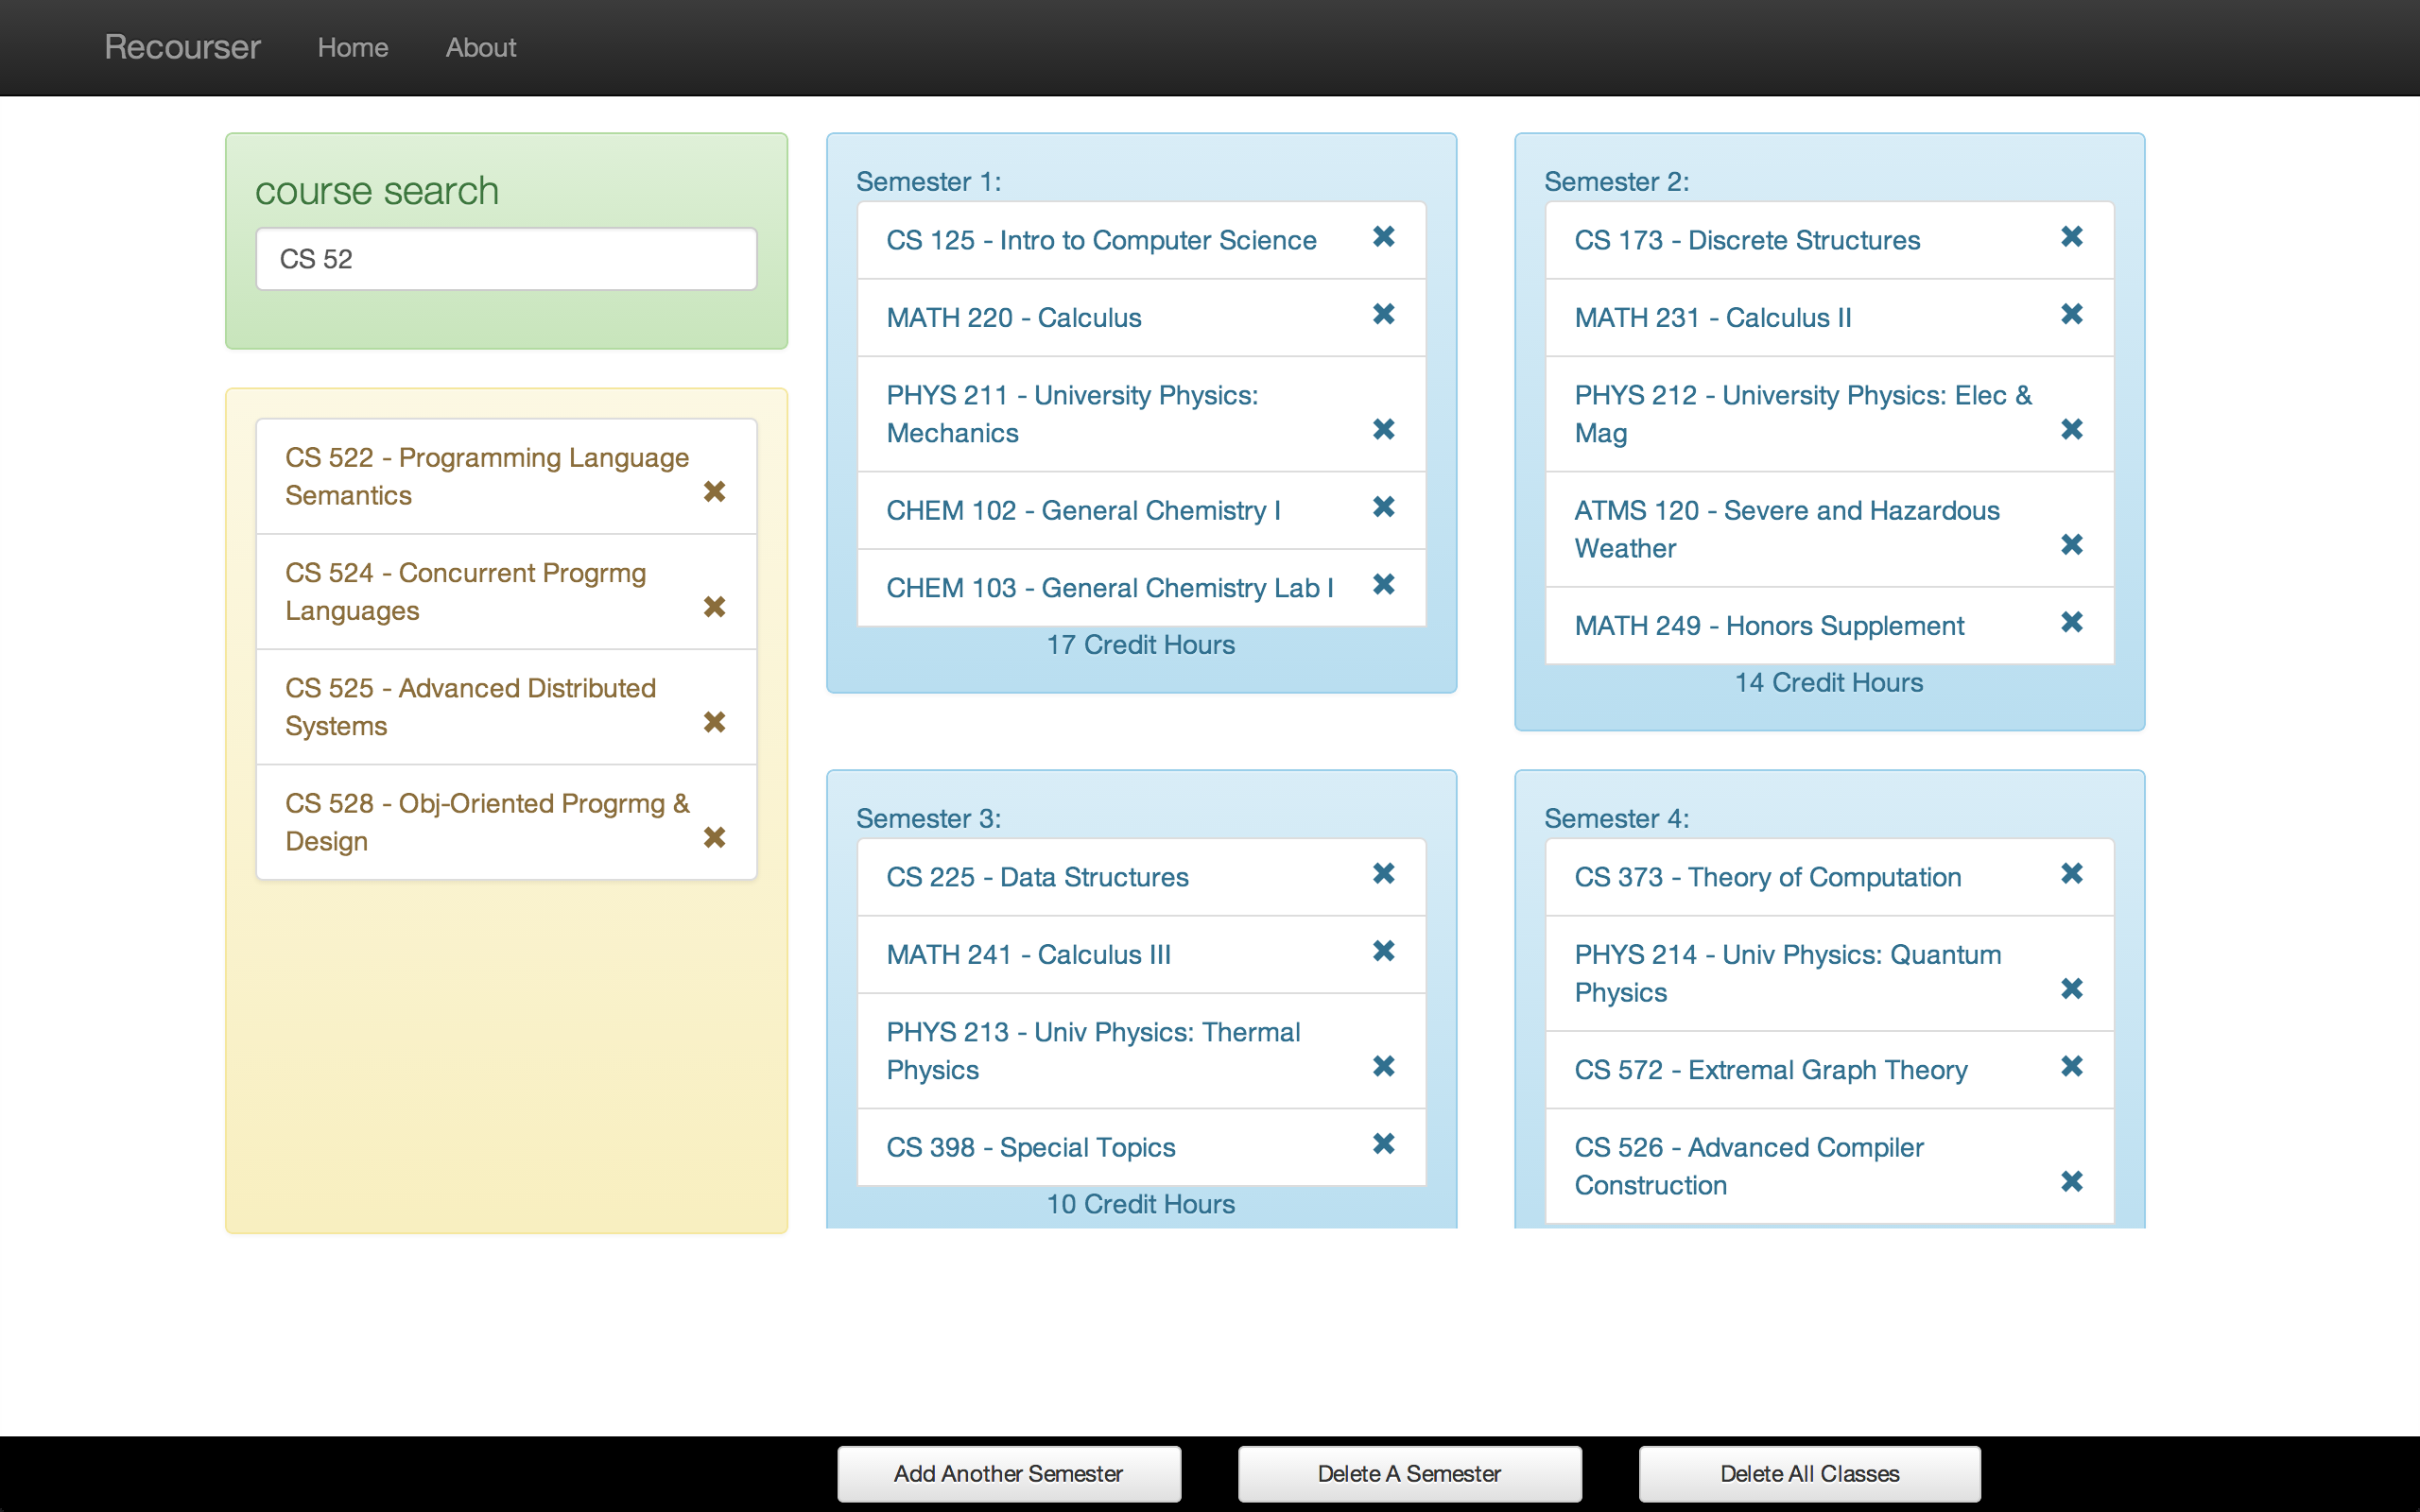 Recourser Home About
course search
CS 52
CS 522 - Programming Language
Semantics
CS 524 - Concurrent Progrmg
Languages
CS 525 - Advanced Distributed
Systems
CS 528 - Obj-Oriented Progrmg &
Design
Semester 1:
CS 125 - Intro to Computer Science
MATH 220 - Calculus
PHYS 211 - University Physics:
Mechanics
CHEM 102 - General Chemistry I
CHEM 103 - General Chemistry Lab I
17 Credit Hours
Semester 2:
CS 173 - Discrete Structures
MATH 231 - Calculus II
PHYS 212 - University Physics: Elec &
Mag
ATMS 120 - Severe and Hazardous
Weather
MATH 249 - Honors Supplement
14 Credit Hours
Semester 3:
CS 225 - Data Structures
MATH 241 - Calculus III
PHYS 213 - Univ Physics: Thermal
Physics
CS 398 - Special Topics
10 Credit Hours
Semester 4:
CS 373 - Theory of Computation
PHYS 214 - Univ Physics: Quantum
Physics
CS 572 - Extremal Graph Theory
CS 526 - Advanced Compiler
Construction
Add Another Semester
Delete A Semester
Delete All Classes